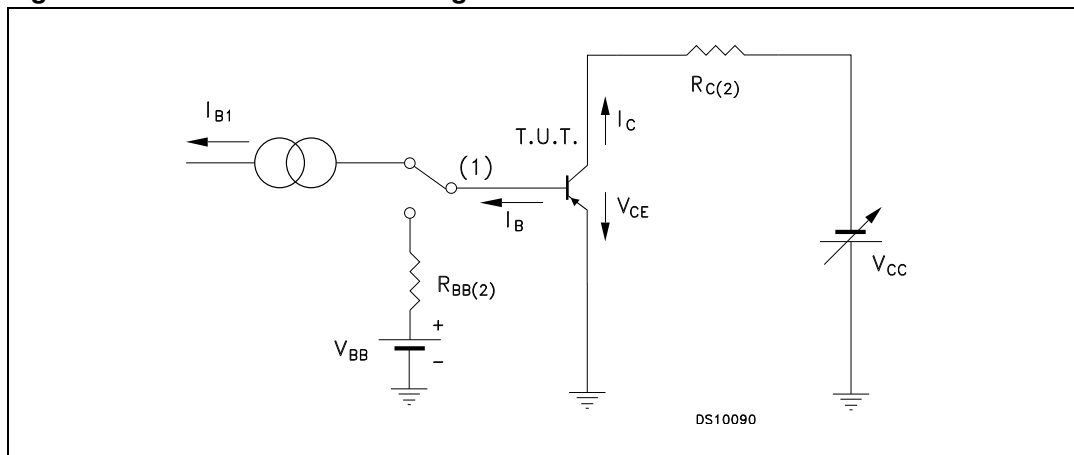 R_C(2)
I_B1
I_C
T.U.T.
(1)
I_B
V_CE
V_CC
R_BB(2)
+
V_BB
-
DS10090